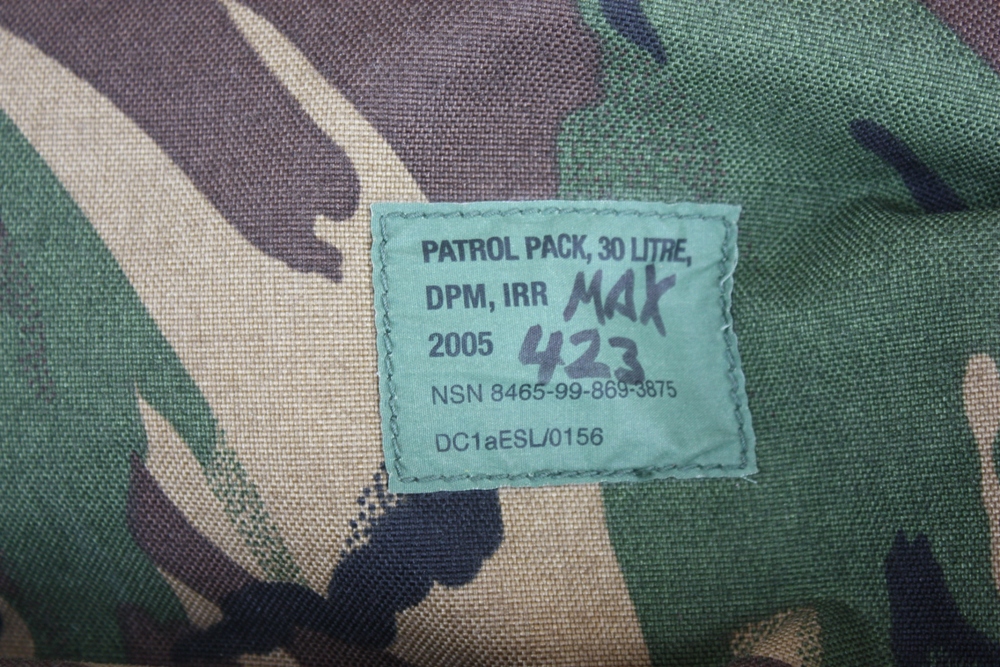 PATROL PACK, 30 LITRE,
DPM, IRR MAX
2005 423
NSN 8465-99-869-3875
DC1aESL/0156